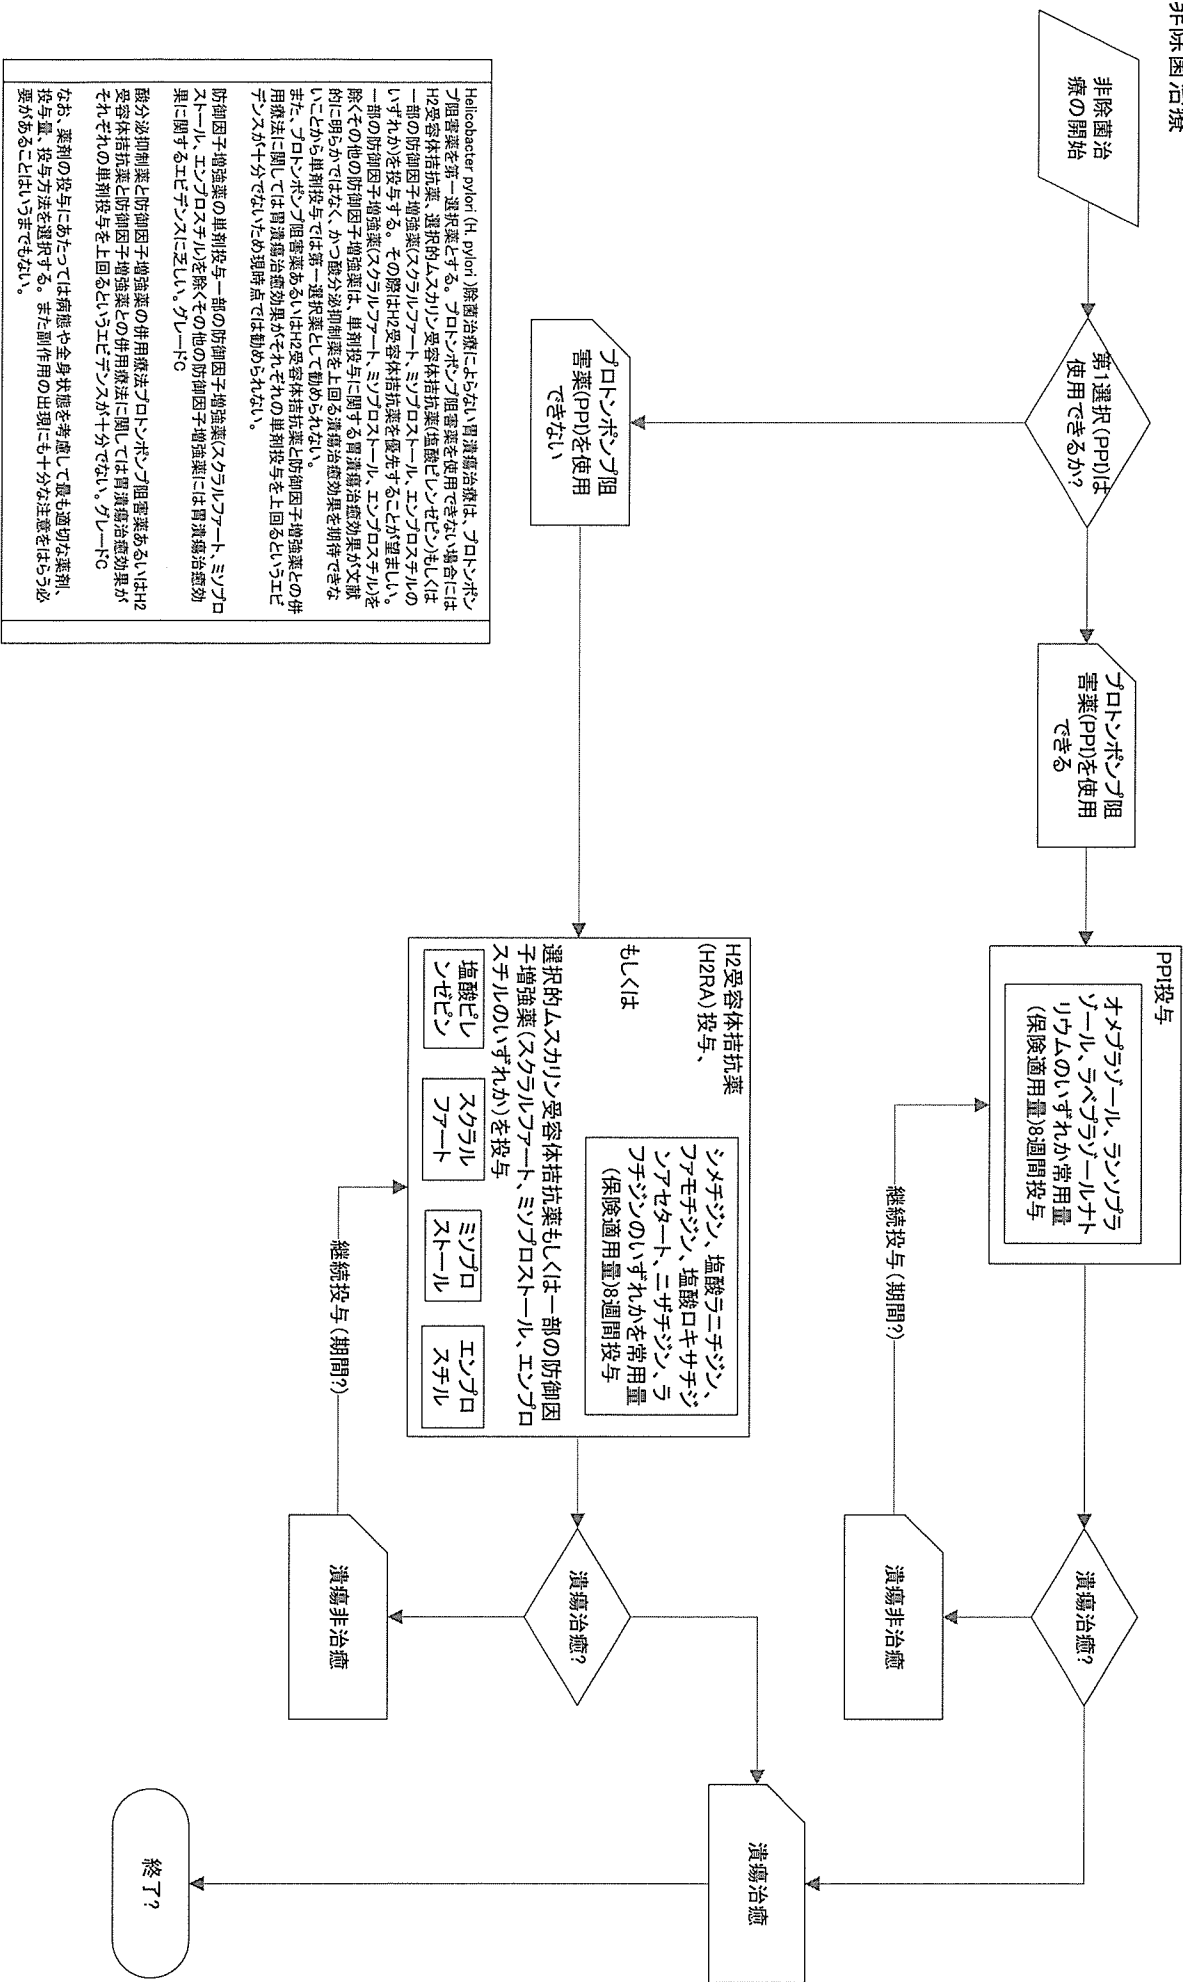 非除菌治療
非除菌治
療の開始
第1選択(PPI)は
使用できるか?
プロトンポンプ阻
害薬(PPI)を使用
できる
PPI投与
オメプラゾール、ランソプラ
ゾール、ラベプラゾールナト
リウムのいずれか常用量
(保険適用量)8週間投与
潰瘍治癒?
継続投与(期間?)
潰瘍非治癒
プロトンポンプ阻
害薬(PPI)を使用
できない
H2受容体拮抗薬
(H2RA)投与、
もしくは
シメチジン、塩酸ラニチジン、
ファモチジン、塩酸ロキサチジ
ンアセタート、ニザチジン、ラ
フチジンのいずれかを常用量
(保険適用量)8週間投与
選択的ムスカリン受容体拮抗薬もしくは一部の防御因
子増強薬(スクラルファート、ミソプロストール、エンプロ
スチルのいずれか)を投与
塩酸ピレ
ンゼピン
スクラル
ファート
ミソプロ
ストール
エンプロ
スチル
潰瘍治癒?
継続投与(期間?)
潰瘍非治癒
潰瘍治癒
終了?
Helicobacter pylori (H. pylori )除菌治療によらない胃潰瘍治療は、プロトンポン
プ阻害薬を第一選択薬とする。プロトンポンプ阻害薬を使用できない場合には
H2受容体拮抗薬、選択的ムスカリン受容体拮抗薬(塩酸ピレンゼピン)もしくは
一部の防御因子増強薬(スクラルファート、ミソプロストール、エンプロスチルの
いずれか)を投与する。その際はH2受容体拮抗薬を優先することが望ましい。
一部の防御因子増強薬(スクラルファート、ミソプロストール、エンプロスチル)を
除くその他の防御因子増強薬は、単剤投与に関する胃潰瘍治癒効果が文献
的に明らかではなく、かつ酸分泌抑制薬を上回る潰瘍治癒効果を期待できな
いことから単剤投与では第一選択薬として勧められない。
また、プロトンポンプ阻害薬あるいはH2受容体拮抗薬と防御因子増強薬との併
用療法に関しては胃潰瘍治癒効果がそれぞれの単剤投与を上回るというエビ
デンスが十分でないため現時点では勧められない。
防御因子増強薬の単剤投与一部の防御因子増強薬(スクラルファート、ミソプロ
ストール、エンプロスチル)を除くその他の防御因子増強薬には胃潰瘍治癒効
果に関するエビデンスに乏しい。グレードC
酸分泌抑制薬と防御因子増強薬の併用療法プロトンポンプ阻害薬あるいはH2
受容体拮抗薬と防御因子増強薬との併用療法に関しては胃潰瘍治癒効果が
それぞれの単剤投与を上回るというエビデンスが十分でない。グレードC
なお、薬剤の投与にあたっては病態や全身状態を考慮して最も適切な薬剤、
投与量、投与方法を選択する。また副作用の出現にも十分な注意をはらう必
要があることはいうまでもない。